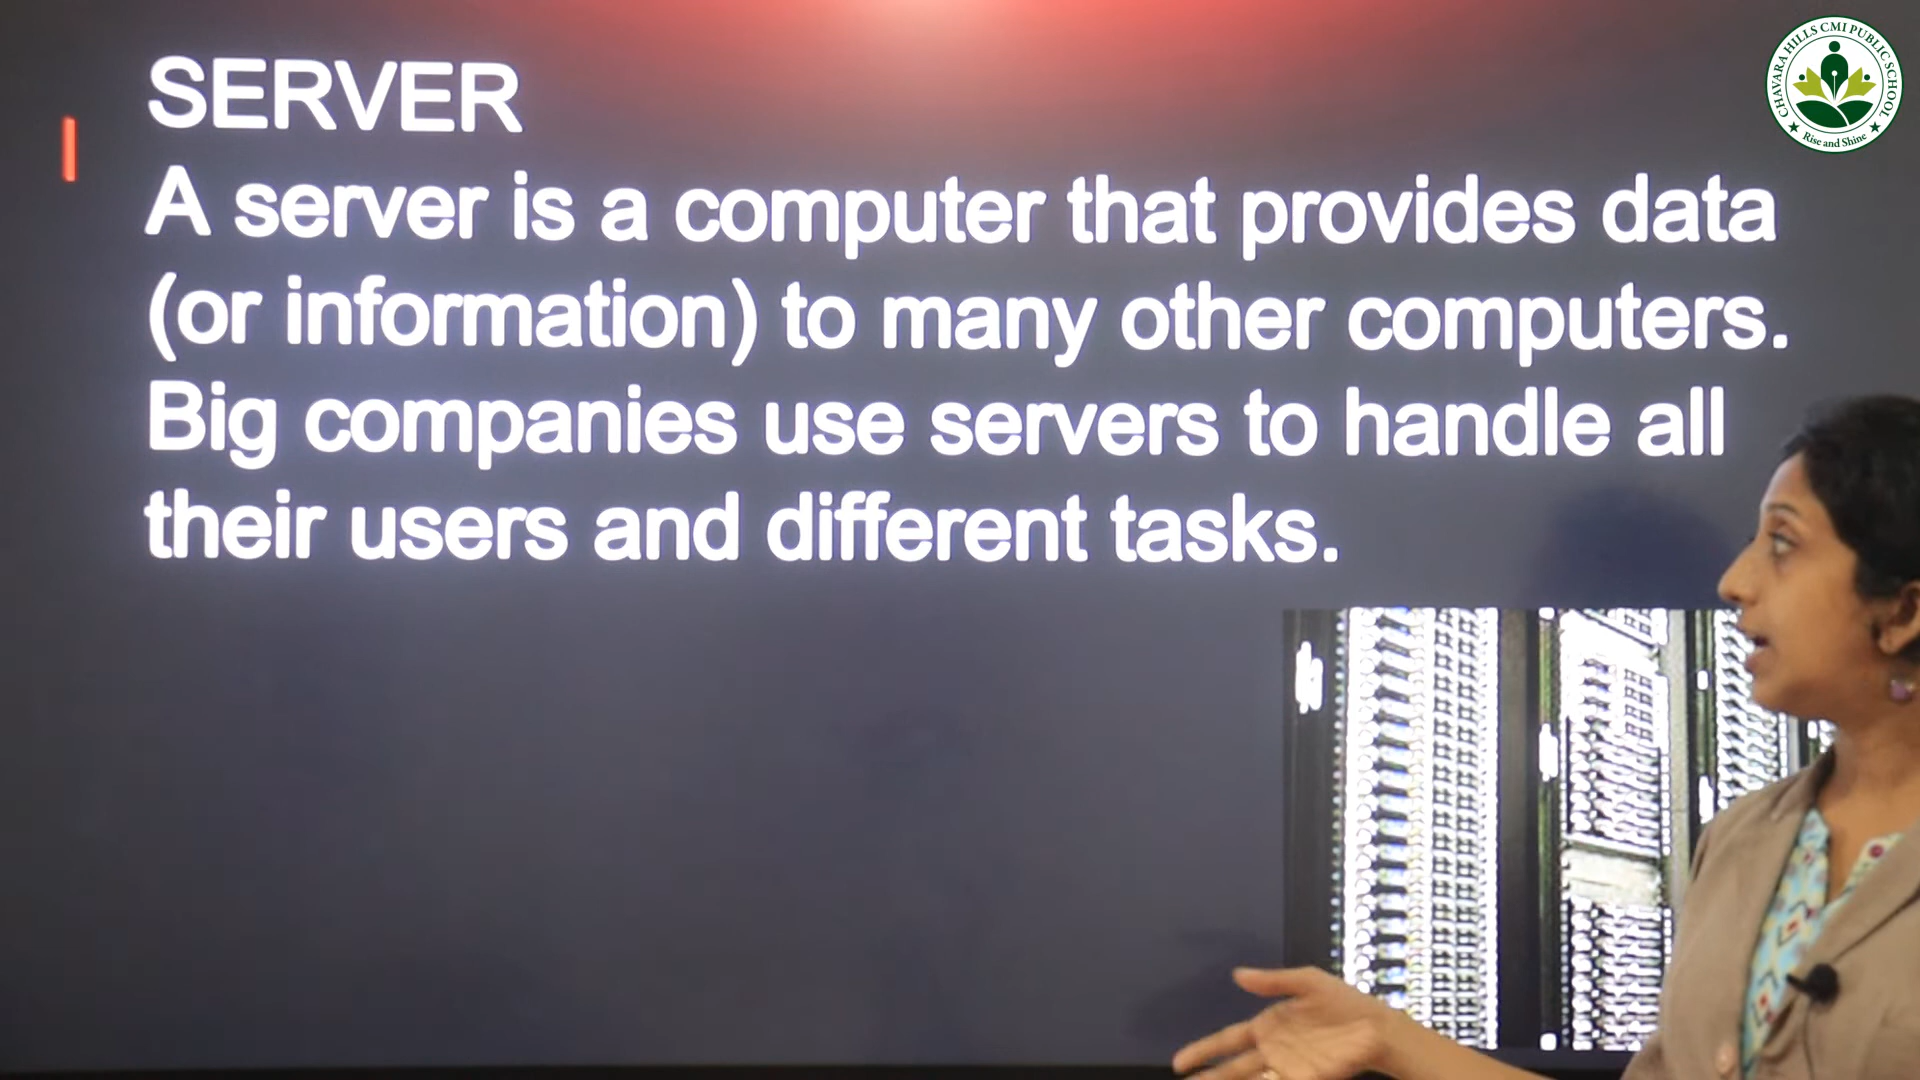 SERVER
A server is a computer that provides data
(or information) to many other computers.
Big companies use servers to handle all
their users and different tasks.
CHAVARA HILLS CMI PUBLIC SCHOOL
Rise and Shine